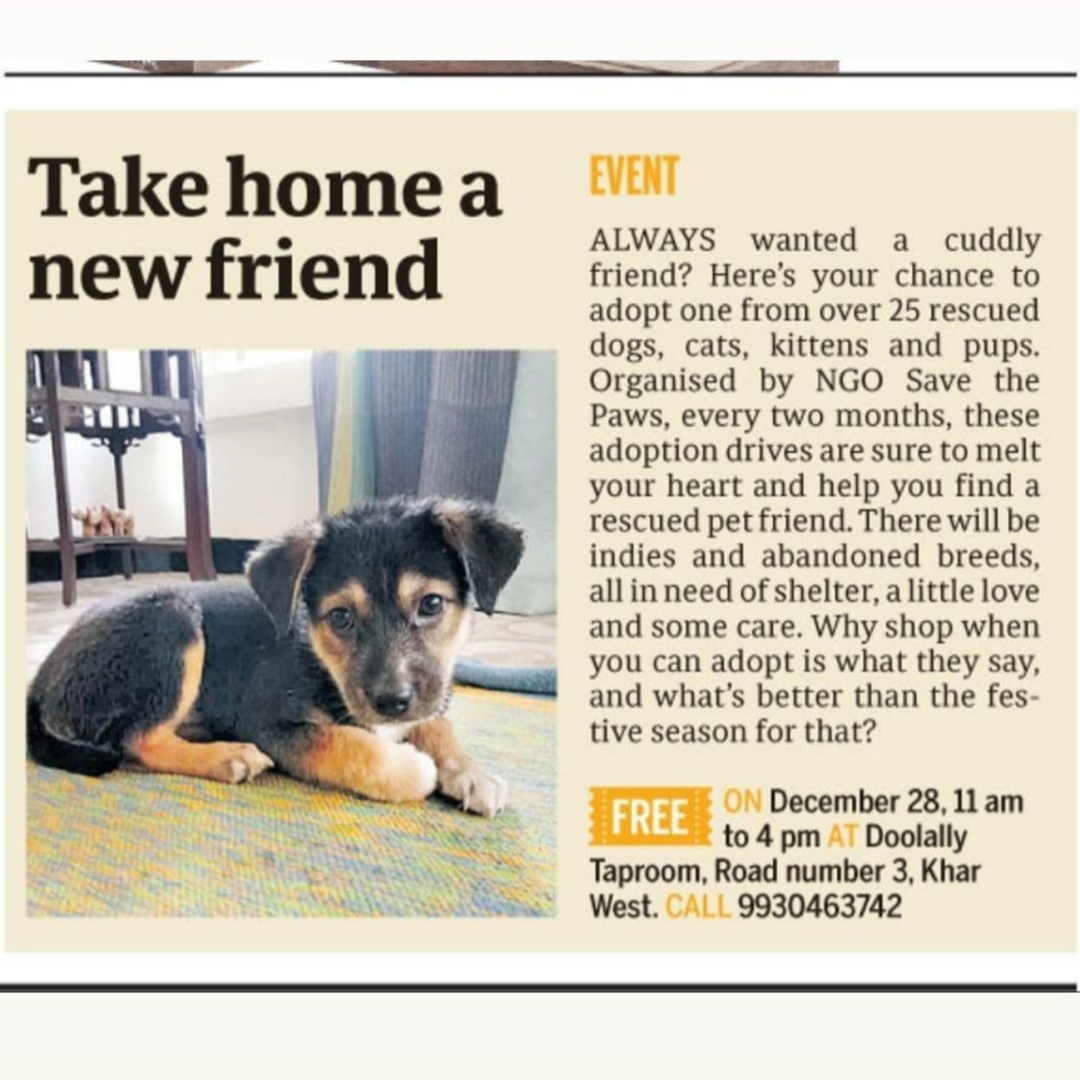 Take home a
new friend
EVENT
ALWAYS wanted a cuddly
friend? Here's your chance to
adopt one from over 25 rescued
dogs, cats, kittens and pups.
Organised by NGO Save the
Paws, every two months, these
adoption drives are sure to melt
your heart and help you find a
rescued pet friend. There will be
indies and abandoned breeds,
all in need of shelter, a little love
and some care. Why shop when
you can adopt is what they say,
and what's better than the fes-
tive season for that?
FREE ON December 28, 11 am
to 4 pm AT Doolally
Taproom, Road number 3, Khar
West. CALL 9930463742